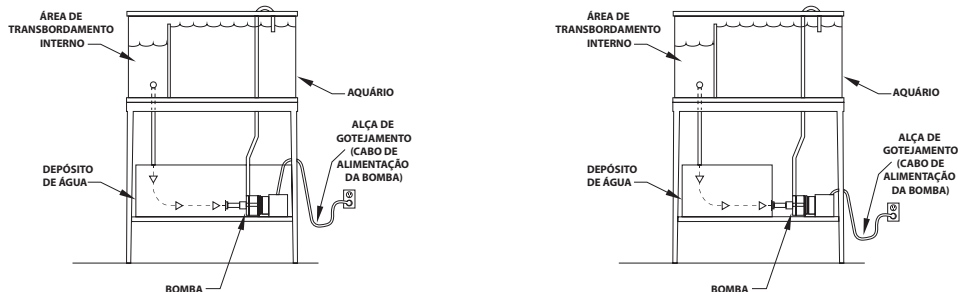 ÁREA DE
TRANSBORDAMENTO
INTERNO
AQUÁRIO
ALÇA DE
GOTEJAMENTO
(CABO DE
ALIMENTAÇÃO
DA BOMBA)
DEPÓSITO
DE ÁGUA
BOMBA
ÁREA DE
TRANSBORDAMENTO
INTERNO
AQUÁRIO
ALÇA DE
GOTEJAMENTO
(CABO DE
ALIMENTAÇÃO
DA BOMBA)
DEPÓSITO
DE ÁGUA
BOMBA